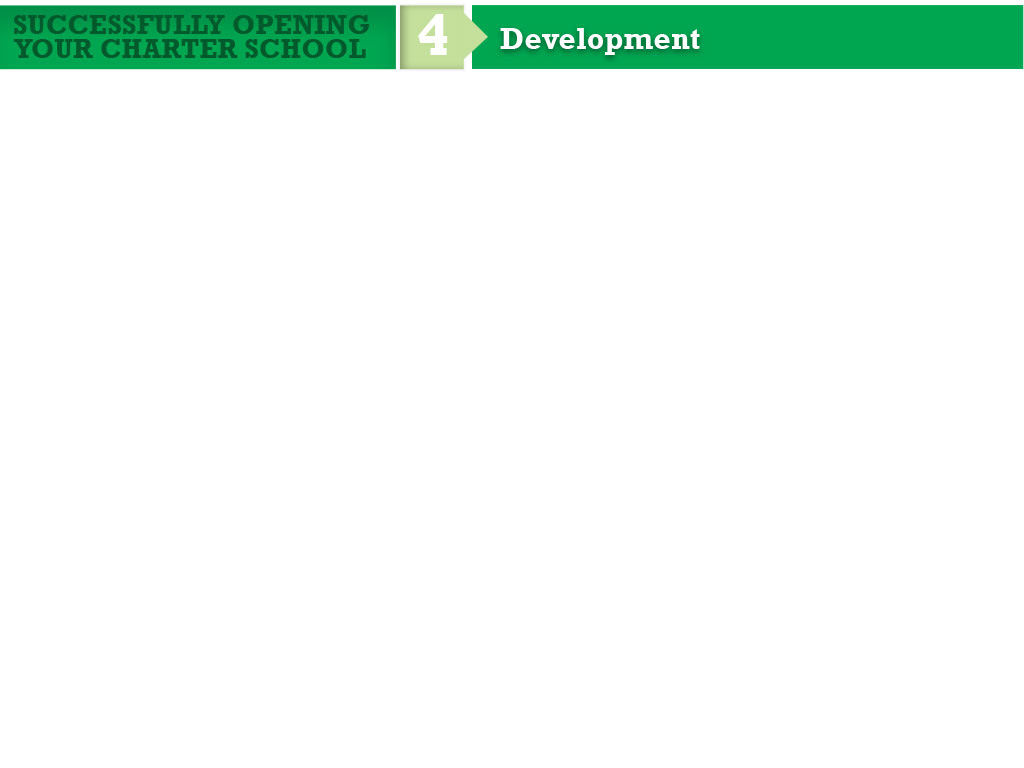 SUCCESSFULLY OPENING
YOUR CHARTER SCHOOL
4
Development